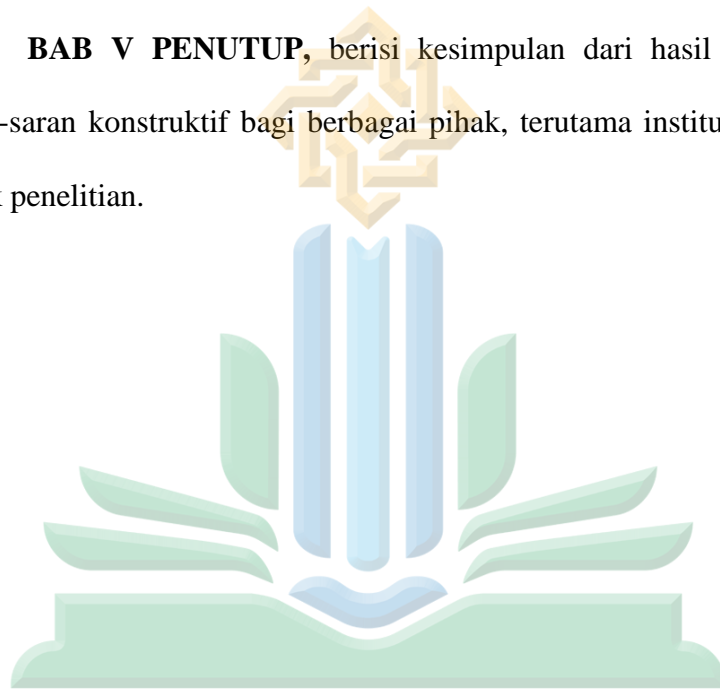 BAB V PENUTUP, berisi kesimpulan dari hasil
-saran konstruktif bagi berbagai pihak, terutama institu
penelitian.